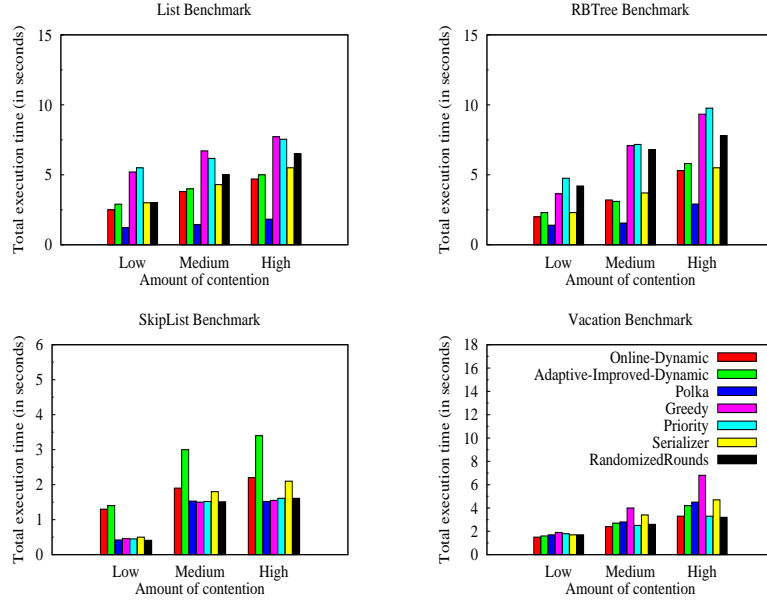 List Benchmark
Total execution time (in seconds)
15
10
5
0
Low Medium High
Amount of contention
RBTree Benchmark
Total execution time (in seconds)
15
10
5
0
Low Medium High
Amount of contention
SkipList Benchmark
Total execution time (in seconds)
6
5
4
3
2
1
0
Low Medium High
Amount of contention
Vacation Benchmark
Total execution time (in seconds)
18
16
14
12
10
8
6
4
2
0
Online-Dynamic
Adaptive-Improved-Dynamic
Polka
Greedy
Priority
Serializer
RandomizedRounds
Low Medium High
Amount of contention